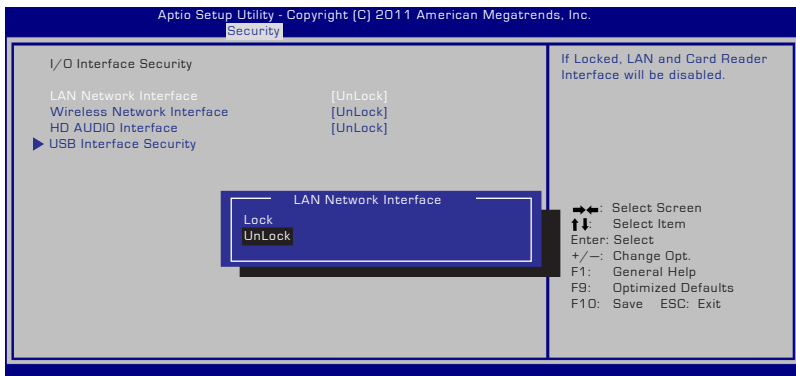 Aptio Setup Utility - Copyright (C) 2011 American Megatrends, Inc.
Security
I/O Interface Security
LAN Network Interface [UnLock]
Wireless Network Interface [UnLock]
HD AUDIO Interface [UnLock]
USB Interface Security
If Locked, LAN and Card Reader
Interface will be disabled.
LAN Network Interface
Lock
UnLock
→←: Select Screen
↑↓: Select Item
Enter: Select
+/—: Change Opt.
F1: General Help
F9: Optimized Defaults
F10: Save ESC: Exit